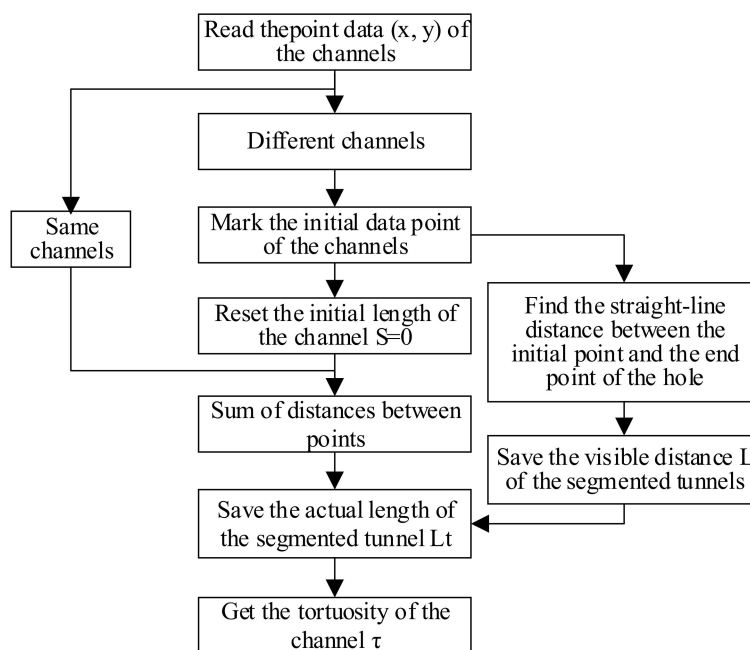 Read thepoint data (x, y) of
the channels
Different channels
Same
channels
Mark the initial data point
of the channels
Reset the initial length of
the channel S=0
Find the straight-line
distance between the
initial point and the end
point of the hole
Sum of distances between
points
Save the visible distance L
of the segmented tunnels
Save the actual length of
the segmented tunnel Lt
Get the tortuosity of the
channel τ